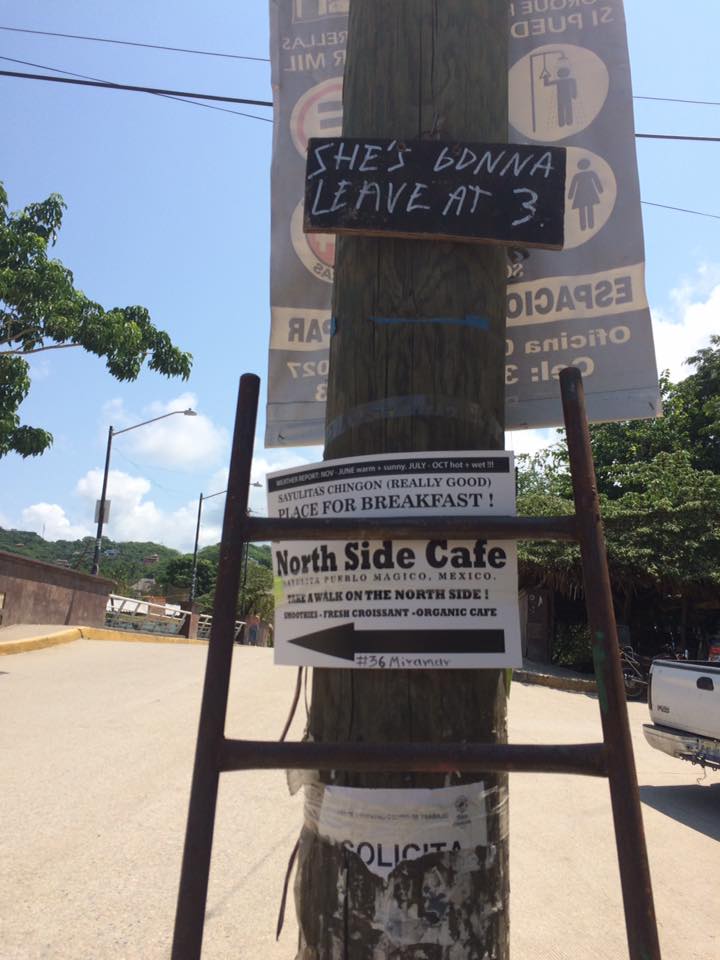 SI PUED
SHE'S GONNA
LEAVE AT 3.
ESPACIO
PAR
Oficina
027
Cel: 3
WEATHER REPORT: NOV - JUNE warm + sunny. JULY - OCT hot + wet !!!
SAYULITAS CHINGON (REALLY GOOD)
PLACE FOR BREAKFAST !
North Side Cafe
SAYULITA PUEBLO MAGICO, MEXICO.
TAKE A WALK ON THE NORTH SIDE !
SMOOTHIES - FRESH CROISSANT - ORGANIC CAFE
#36 Miramar
SOLICITA